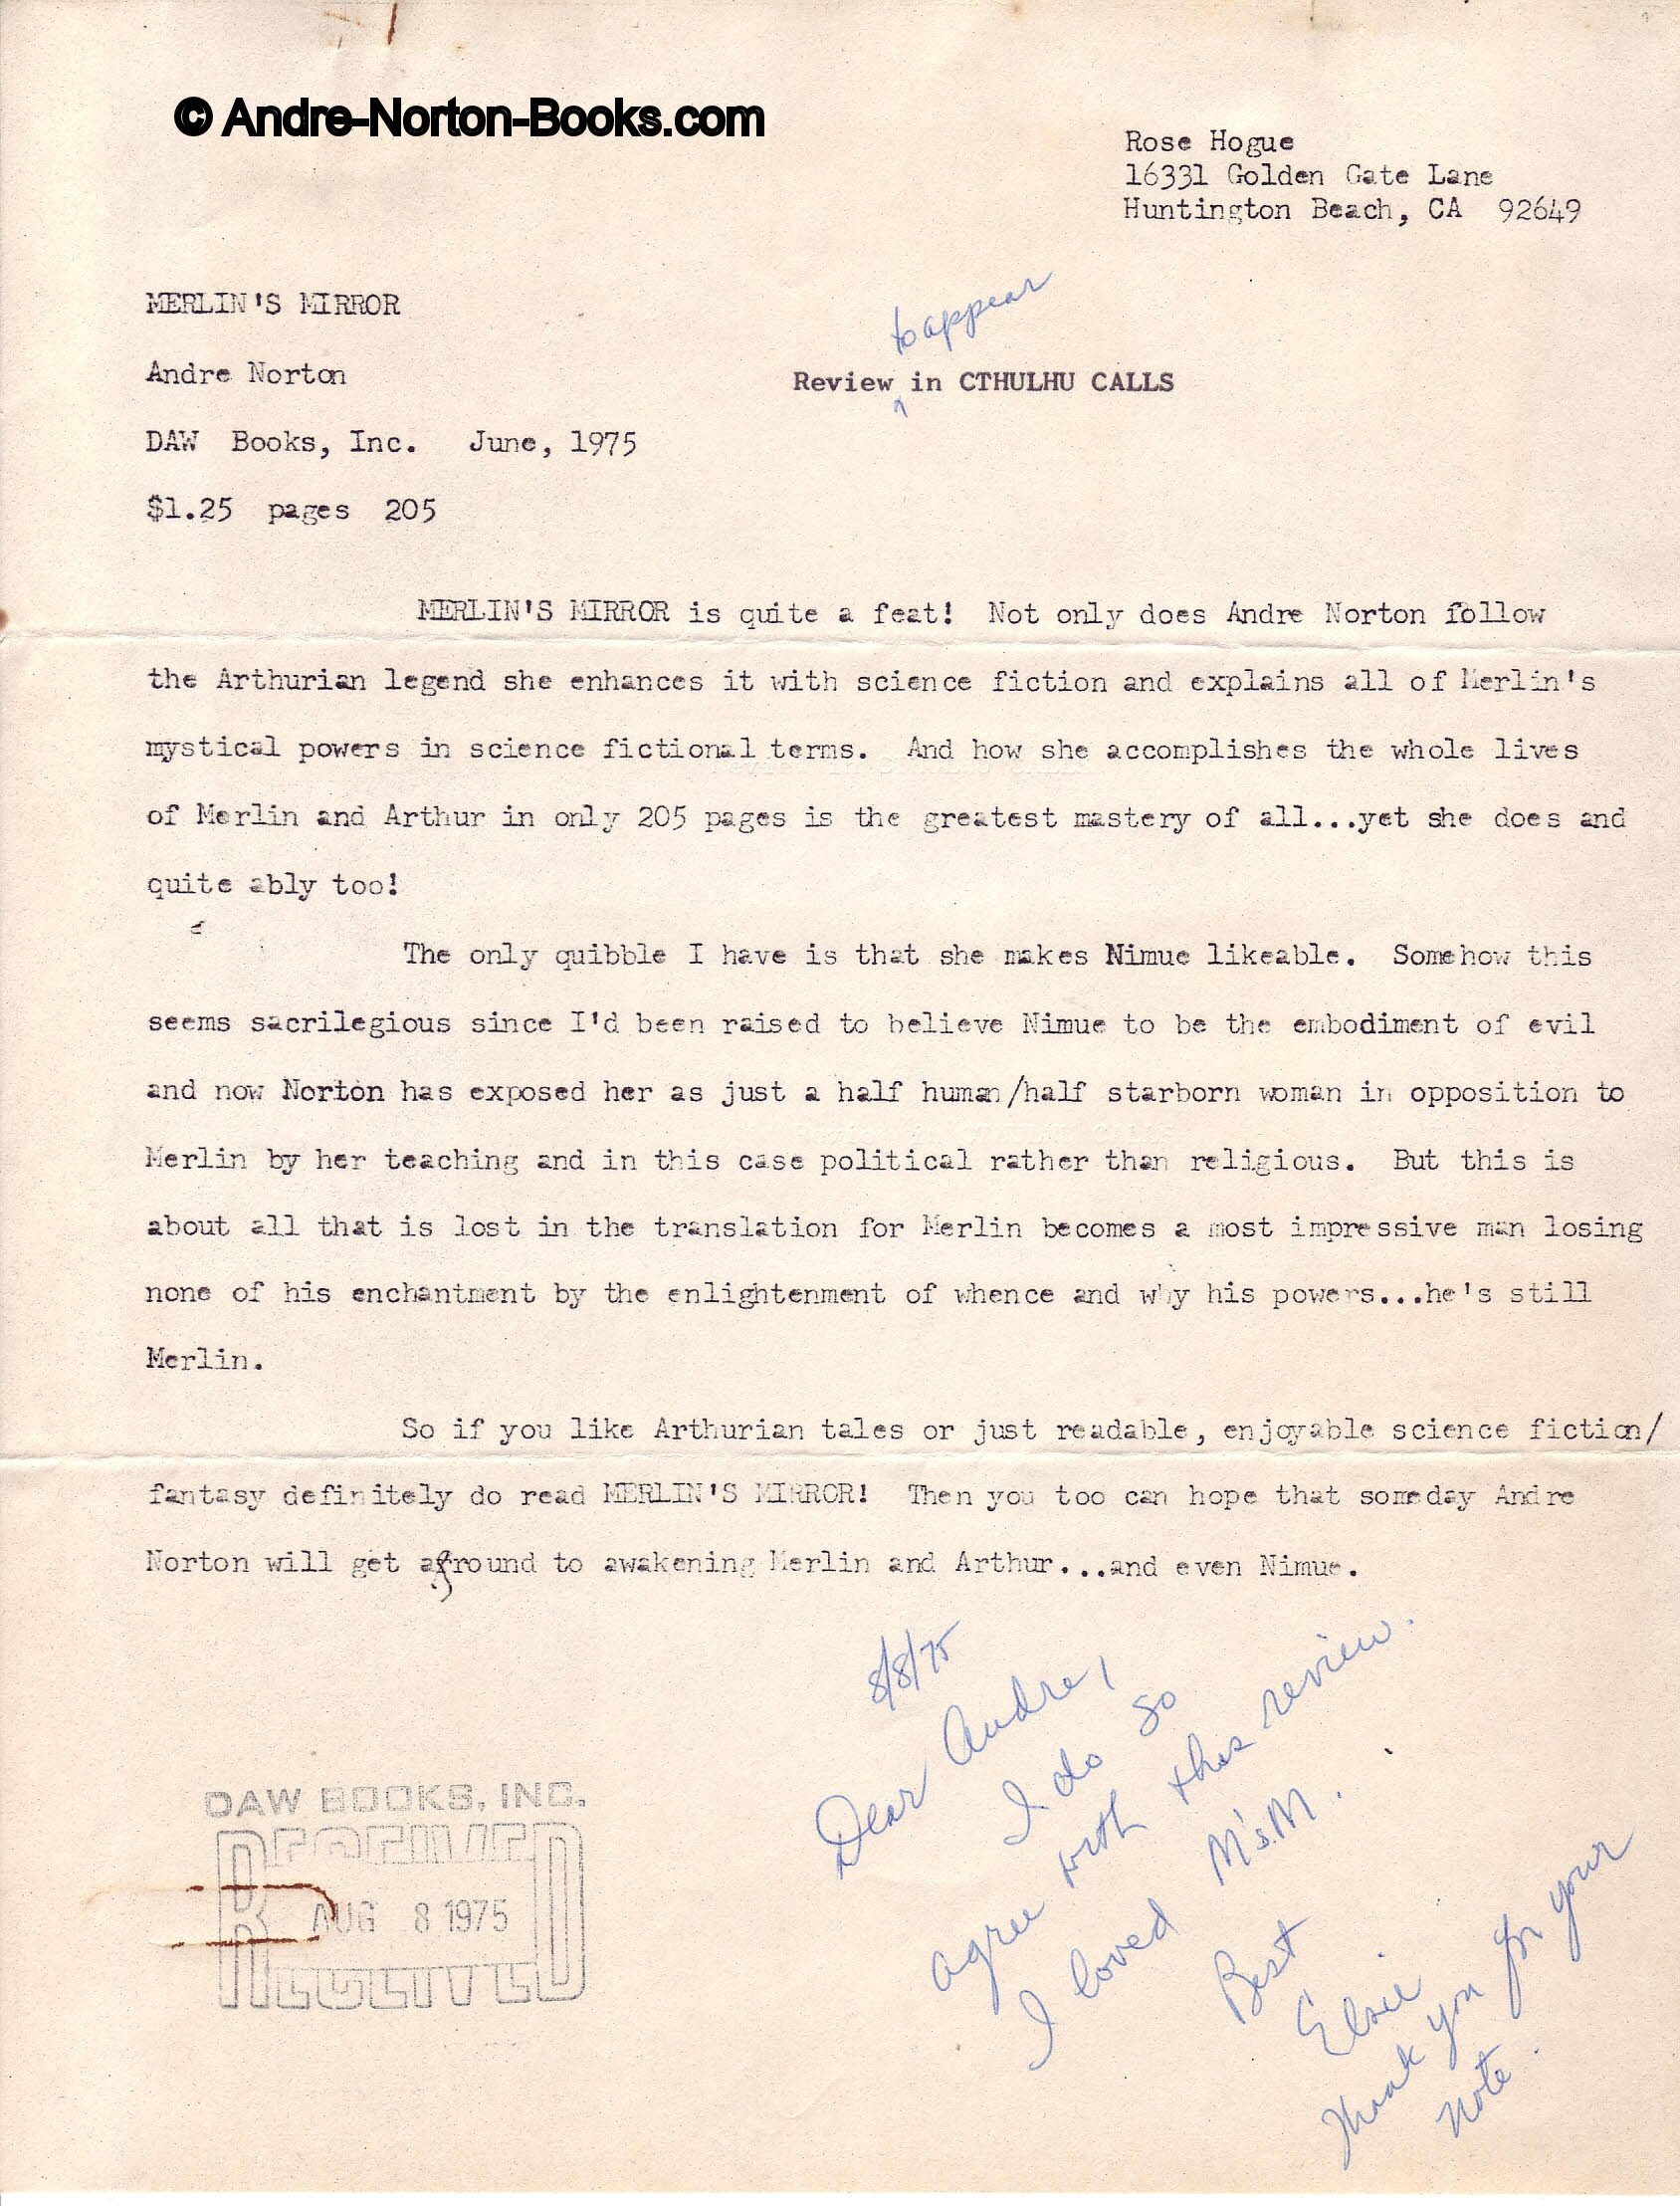 © Andre-Norton-Books.com
Rose Hogue
16331 Golden Gate Lane
Huntington Beach, CA 92649
MERLIN'S MIRROR
to appear
Andre Norton
Review in CTHULHU CALLS
DAW Books, Inc. June, 1975
$1.25 pages 205
MERLIN'S MIRROR is quite a feat! Not only does Andre Norton follow
the Arthurian legend she enhances it with science fiction and explains all of Merlin's
mystical powers in science fictional terms. And how she accomplishes the whole lives
of Merlin and Arthur in only 205 pages is the greatest mastery of all...yet she does and
quite ably too!
The only quibble I have is that she makes Nimue likeable. Somehow this
seems sacrilegious since I'd been raised to believe Nimue to be the embodiment of evil
and now Norton has exposed her as just a half human/half starborn woman in opposition to
Merlin by her teaching and in this case political rather than religious. But this is
about all that is lost in the translation for Merlin becomes a most impressive man losing
none of his enchantment by the enlightenment of whence and why his powers...he's still
Merlin.
So if you like Arthurian tales or just readable, enjoyable science fiction/
fantasy definitely do read MERLIN'S MIRROR! Then you too can hope that someday Andre
Norton will get around to awakening Merlin and Arthur...and even Nimue.
8/8/75
Dear Andre,
I do so
agree with this review.
I loved M'sM.
Best
Elsie
Thank you for your
note.
DAW BOOKS, INC.
RECEIVED
AUG 8 1975
RECEIVED